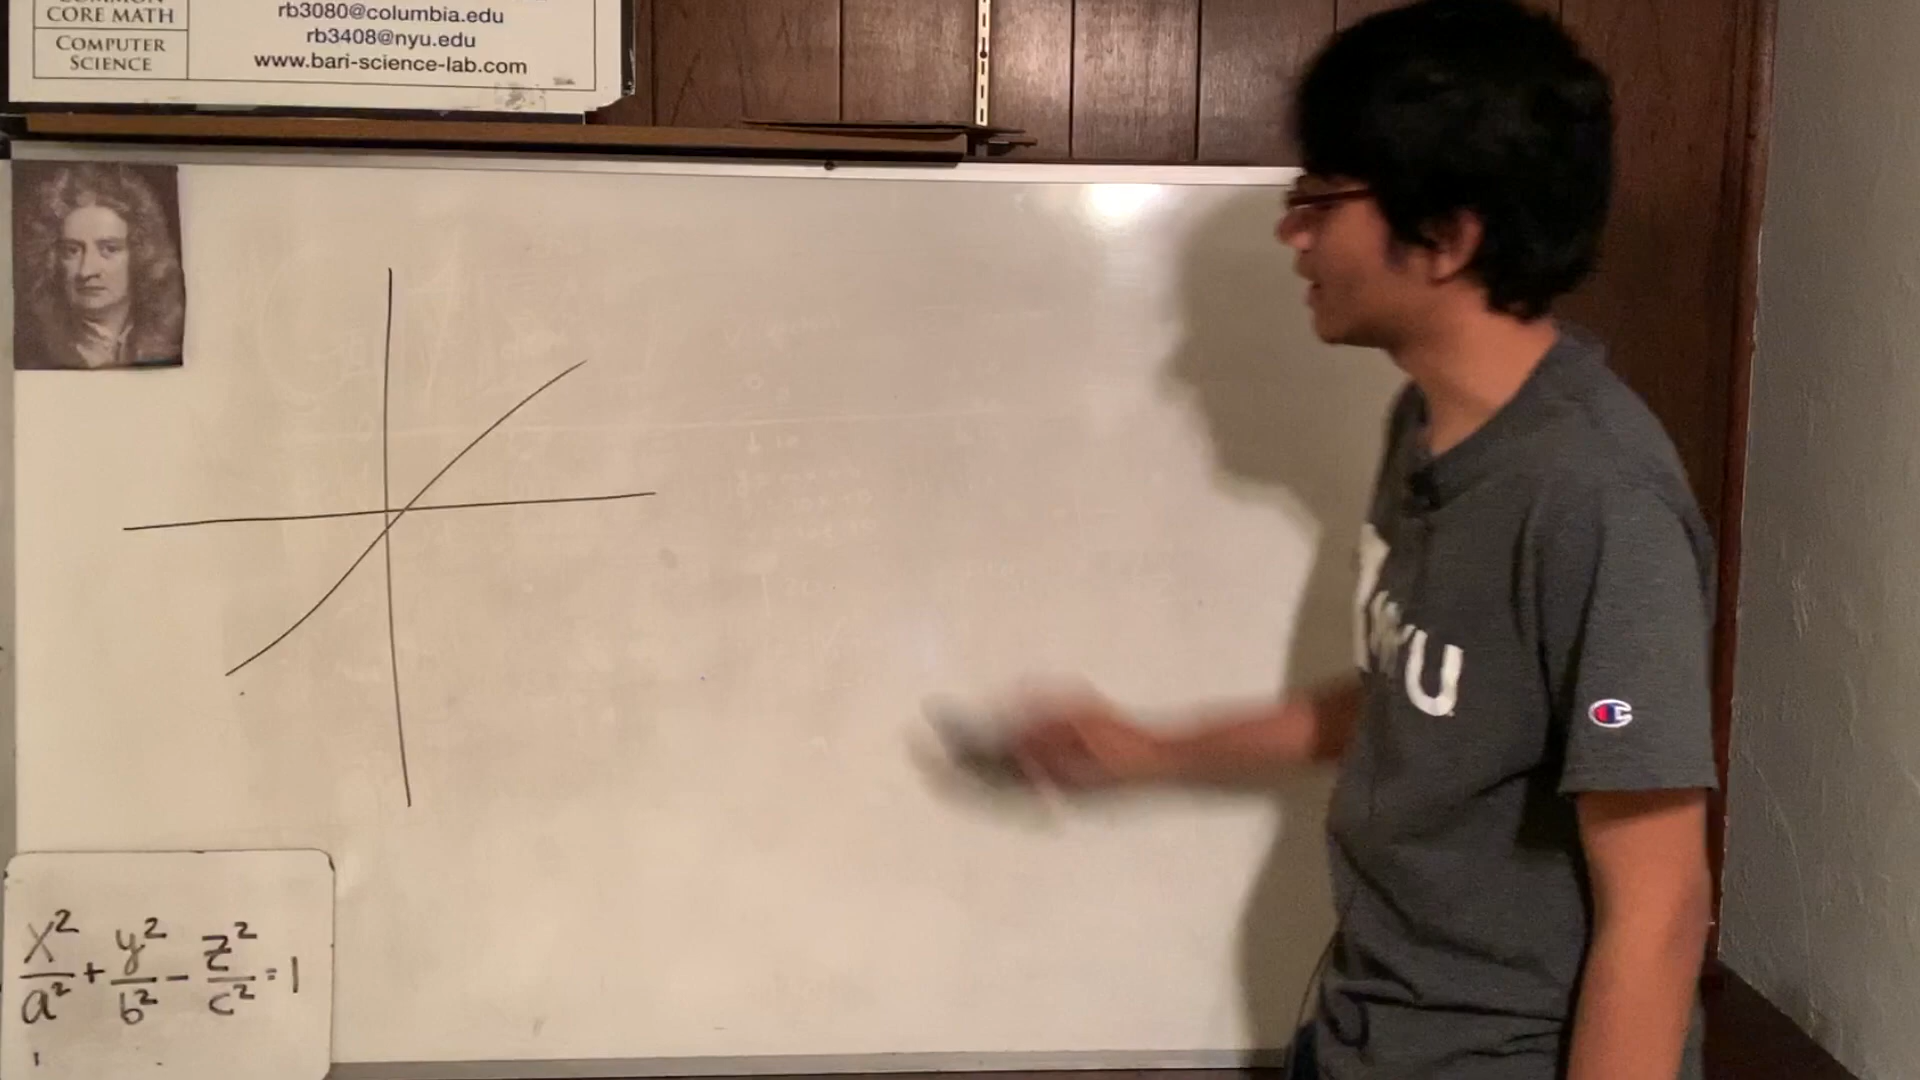 CORE MATH
COMPUTER
SCIENCE
rb3080@columbia.edu
rb3408@nyu.edu
www.bari-science-lab.com
x²/a² + y²/b² - z²/c² = 1